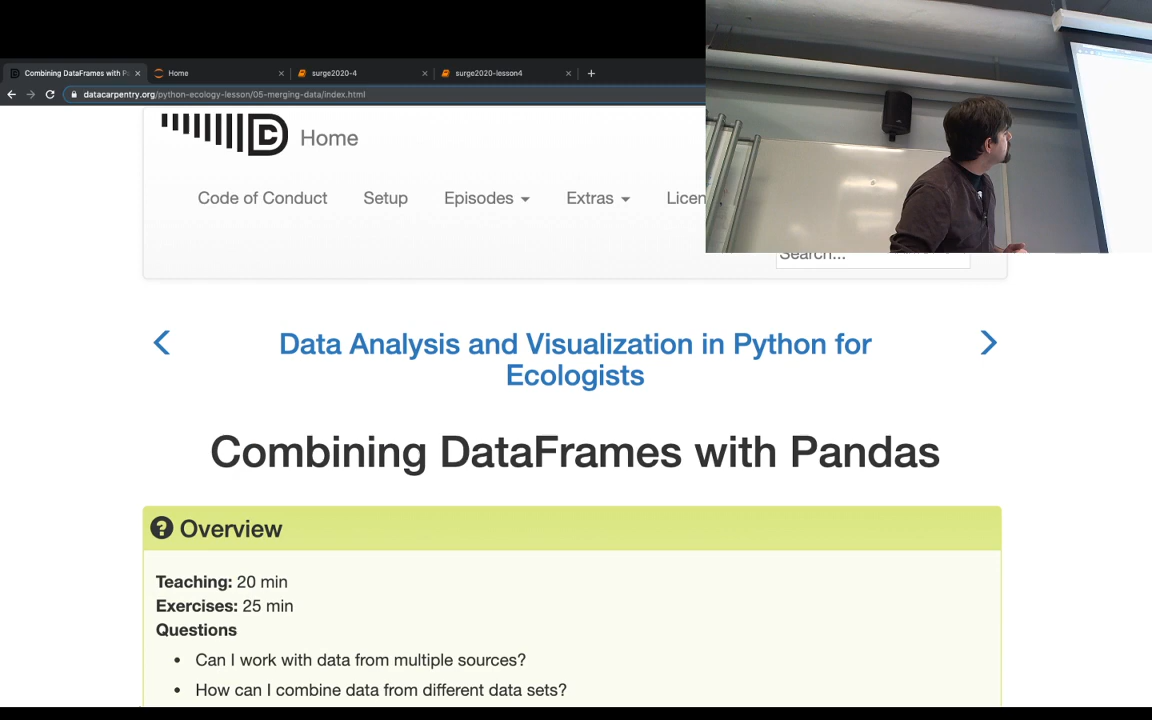 Combining DataFrames with P
Home
surge2020-4
surge2020-lesson4
datacarpentry.org/python-ecology-lesson/05-merging-data/index.html
DC Home
Code of Conduct
Setup
Episodes
Extras
Licen
Search...
Data Analysis and Visualization in Python for
Ecologists
Combining DataFrames with Pandas
? Overview
Teaching: 20 min
Exercises: 25 min
Questions
• Can I work with data from multiple sources?
• How can I combine data from different data sets?